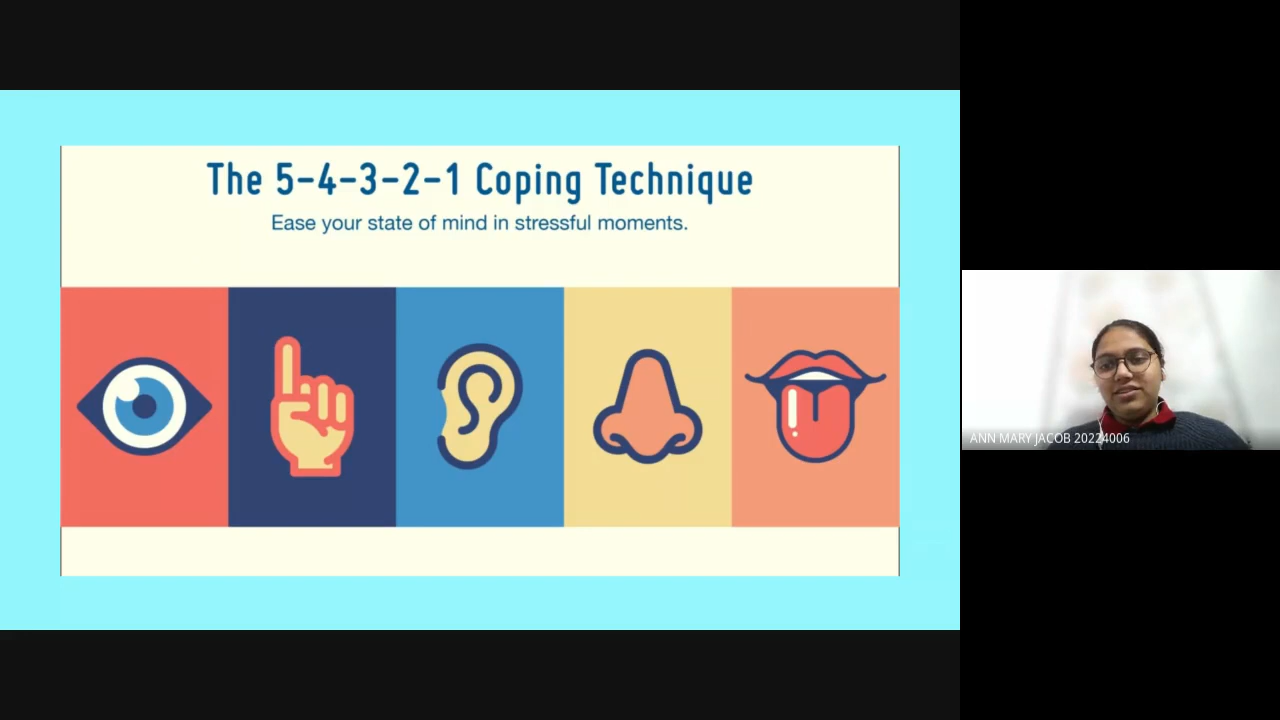 The 5-4-3-2-1 Coping Technique
Ease your state of mind in stressful moments.
ANN MARY JACOB 20224006